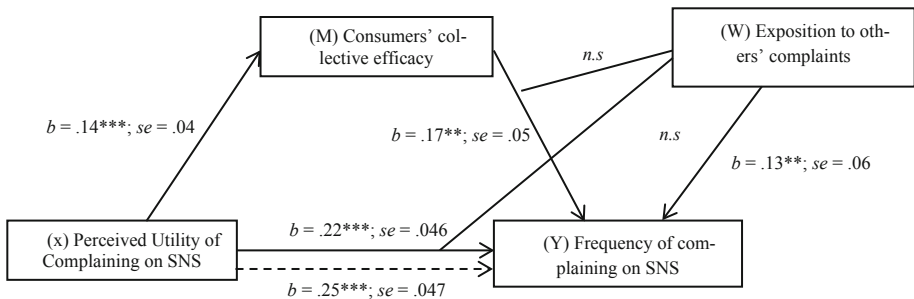 (M) Consumers' col-
lective efficacy
(W) Exposition to oth-
ers' complaints
n.s
b = .14***; se = .04
b = .17**; se = .05
n.s
b = .13**; se = .06
(x) Perceived Utility of
Complaining on SNS
b = .22***; se = .046
(Y) Frequency of com-
plaining on SNS
b = .25***; se = .047